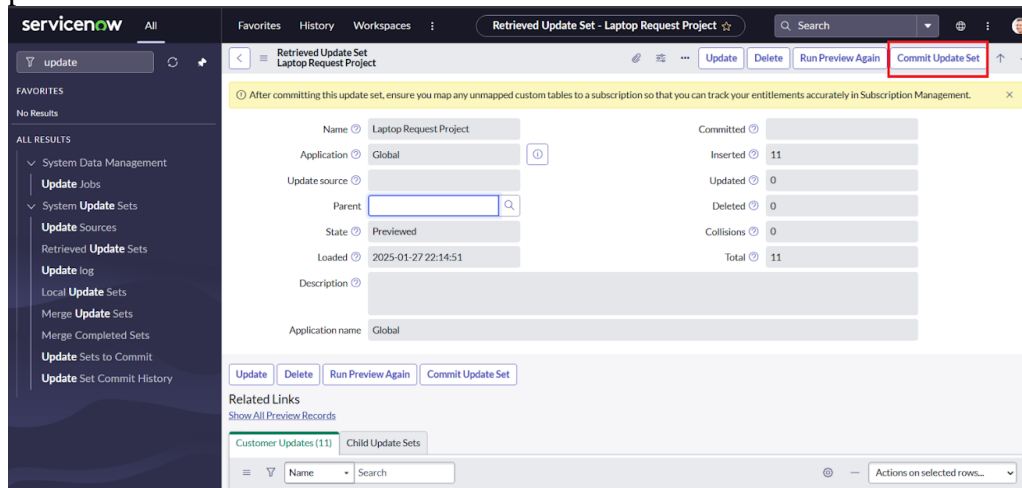 servicenow All Favorites History Workspaces Retrieved Update Set - Laptop Request Project Search
update
Retrieved Update Set
Laptop Request Project
Update Delete Run Preview Again Commit Update Set
FAVORITES
No Results
ALL RESULTS
System Data Management
Update Jobs
System Update Sets
Update Sources
Retrieved Update Sets
Update log
Local Update Sets
Merge Update Sets
Merge Completed Sets
Update Sets to Commit
Update Set Commit History
After committing this update set, ensure you map any unmapped custom tables to a subscription so that you can track your entitlements accurately in Subscription Management.
Name Laptop Request Project Committed
Application Global Inserted 11
Update source Updated 0
Parent Deleted 0
State Previewed Collisions 0
Loaded 2025-01-27 22:14:51 Total 11
Description
Application name Global
Update Delete Run Preview Again Commit Update Set
Related Links
Show All Preview Records
Customer Updates (11) Child Update Sets
Name Search Actions on selected rows...